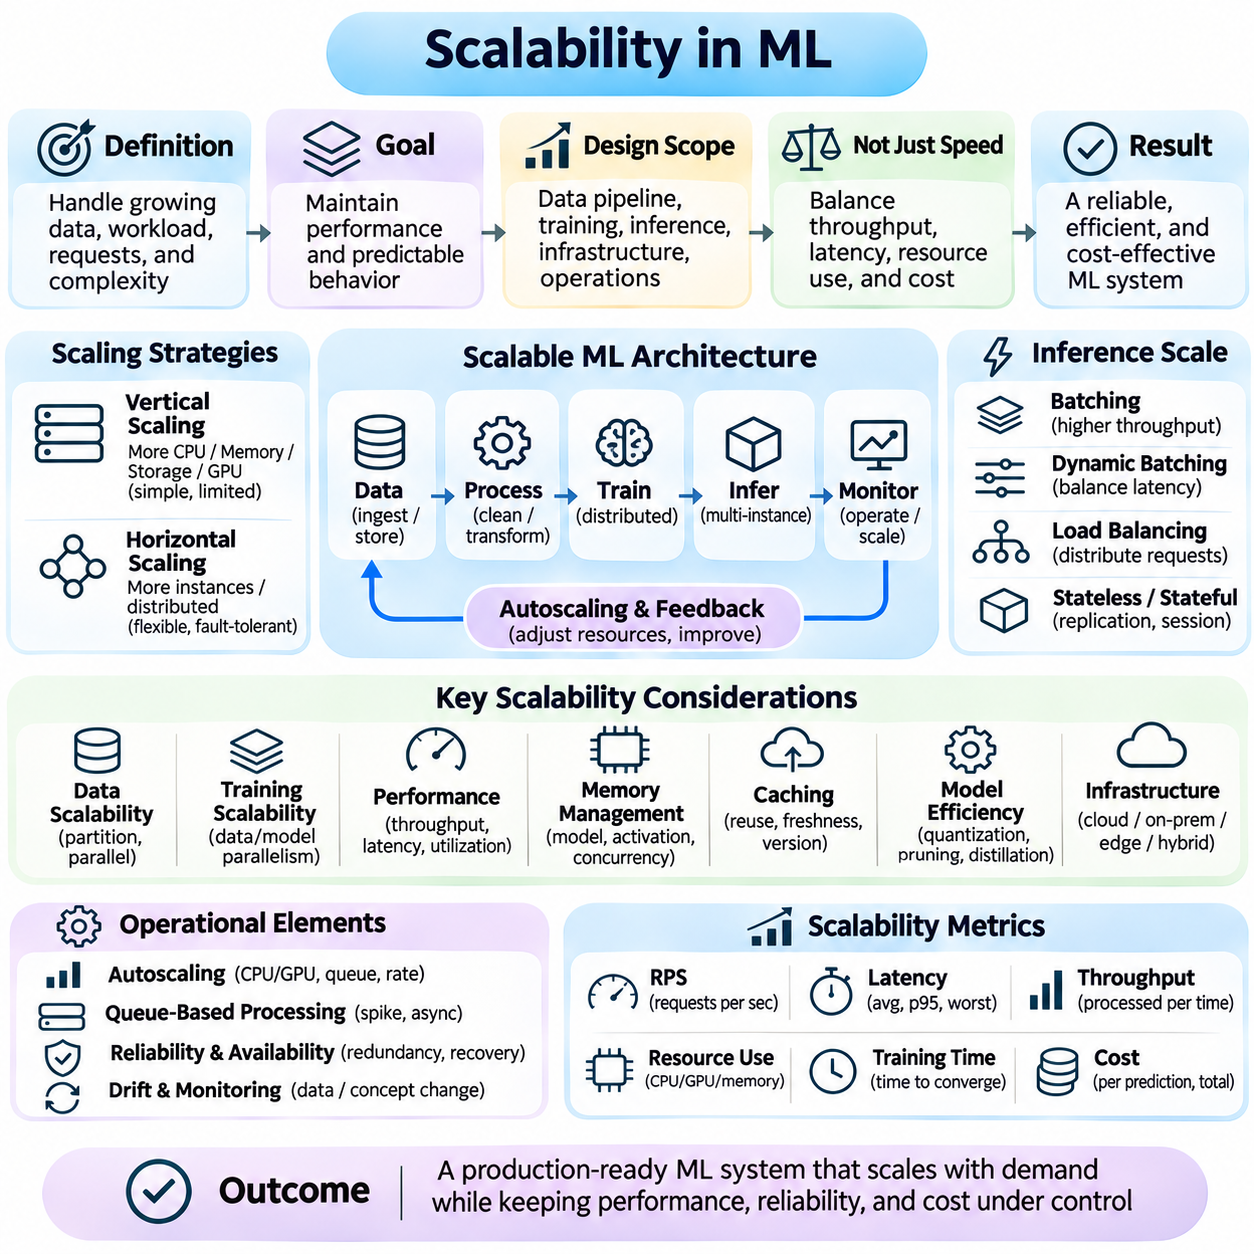 Scalability in ML
Definition
Handle growing
data, workload,
requests, and
complexity
Goal
Maintain
performance
and predictable
behavior
Design Scope
Data pipeline,
training, inference,
infrastructure,
operations
Not Just Speed
Balance
throughput,
latency, resource
use, and cost
Result
A reliable,
efficient, and
cost-effective
ML system
Scaling Strategies
Vertical
Scaling
More CPU / Memory /
Storage / GPU
(simple, limited)
Horizontal
Scaling
More instances /
distributed
(flexible, fault-tolerant)
Scalable ML Architecture
Data
(ingest /
store)
Process
(clean /
transform)
Train
(distributed)
Infer
(multi-instance)
Monitor
(operate /
scale)
Autoscaling & Feedback
(adjust resources, improve)
Inference Scale
Batching
(higher throughput)
Dynamic Batching
(balance latency)
Load Balancing
(distribute requests)
Stateless / Stateful
(replication, session)
Key Scalability Considerations
Data
Scalability
(partition,
parallel)
Training
Scalability
(data/model
parallelism)
Performance
(throughput,
latency, utilization)
Memory
Management
(model, activation,
concurrency)
Caching
(reuse, freshness,
version)
Model
Efficiency
(quantization,
pruning, distillation)
Infrastructure
(cloud / on-prem /
edge / hybrid)
Operational Elements
Autoscaling (CPU/GPU, queue, rate)
Queue-Based Processing (spike, async)
Reliability & Availability (redundancy, recovery)
Drift & Monitoring (data / concept change)
Scalability Metrics
RPS
(requests per sec)
Latency
(avg, p95, worst)
Throughput
(processed per time)
Resource Use
(CPU/GPU/memory)
Training Time
(time to converge)
Cost
(per prediction, total)
Outcome
A production-ready ML system that scales with demand
while keeping performance, reliability, and cost under control